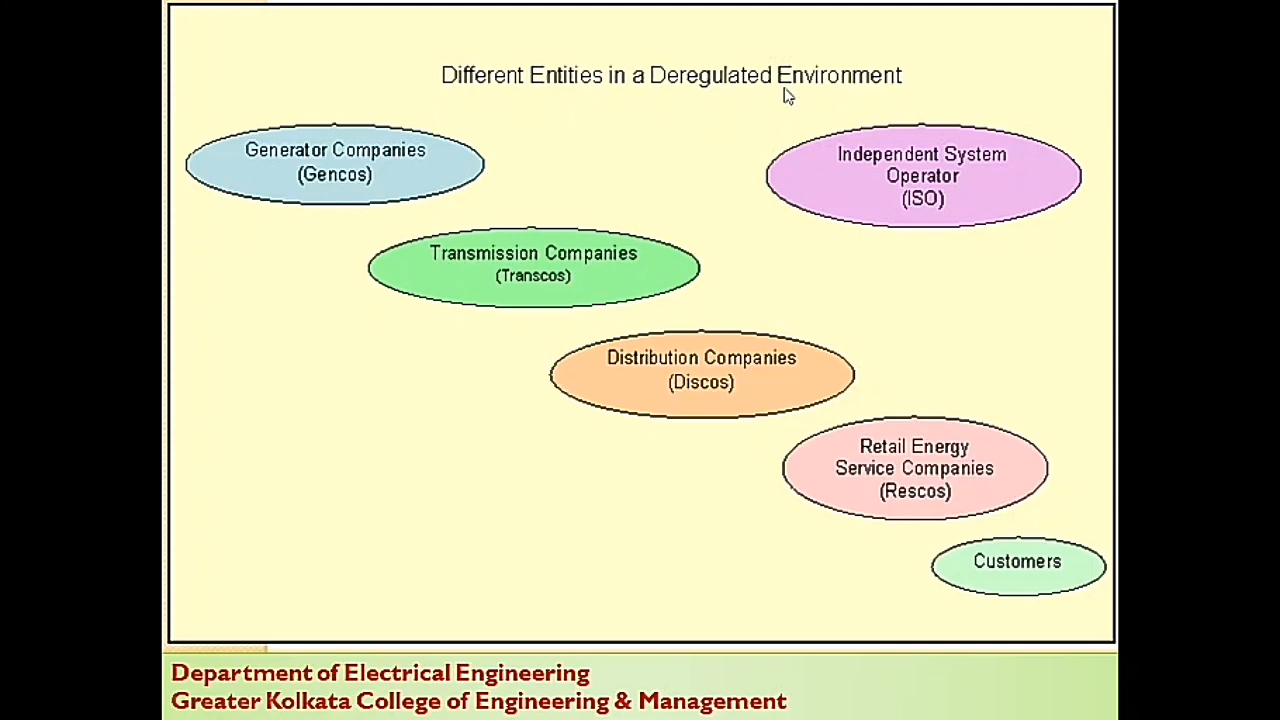 Different Entities in a Deregulated Environment
Generator Companies
(Gencos)
Independent System
Operator
(ISO)
Transmission Companies
(Transcos)
Distribution Companies
(Discos)
Retail Energy
Service Companies
(Rescos)
Customers
Department of Electrical Engineering
Greater Kolkata College of Engineering & Management